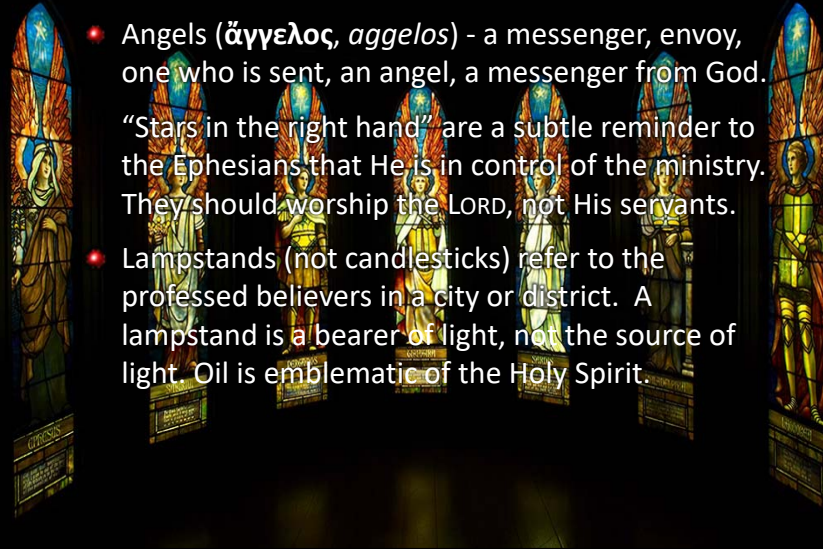 Angels (ἄγγελος, aggelos) - a messenger, envoy,
one who is sent, an angel, a messenger from God.
“Stars in the right hand” are a subtle reminder to
the Ephesians that He is in control of the ministry.
They should worship the LORD, not His servants.
Lampstands (not candlesticks) refer to the
professed believers in a city or district.  A
lampstand is a bearer of light, not the source of
light. Oil is emblematic of the Holy Spirit.
EPHESUS